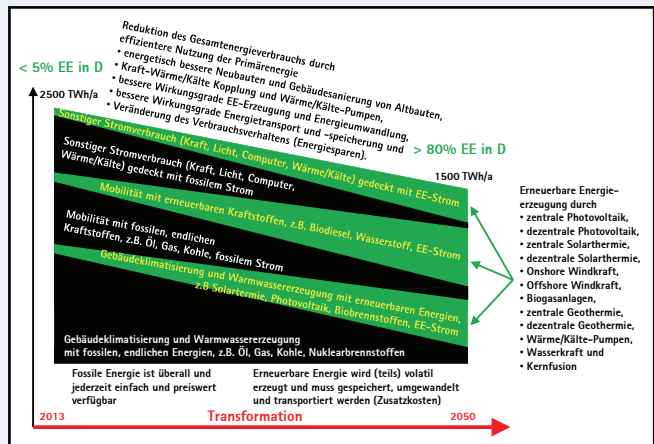 Reduktion des Gesamtenergieverbrauchs durch
effizientere Nutzung der Primärenergie
• energetisch bessere Neubauten und Gebäudesanierung von Altbauten,
• Kraft-Wärme/Kälte Kopplung und Wärme/Kälte-Pumpen,
• bessere Wirkungsgrade EE-Erzeugung und Energieumwandlung,
• bessere Wirkungsgrade Energietransport und -speicherung und
• Veränderung des Verbrauchsverhaltens (Energiesparen).
< 5% EE in D
2500 TWh/a
> 80% EE in D
1500 TWh/a
Sonstiger Stromverbrauch (Kraft, Licht, Computer, Wärme/Kälte) gedeckt mit EE-Strom
Sonstiger Stromverbrauch (Kraft, Licht, Computer,
Wärme/Kälte) gedeckt mit fossilem Strom
Mobilität mit erneuerbaren Kraftstoffen, z.B. Biodiesel, Wasserstoff, EE-Strom
Mobilität mit fossilen, endlichen
Kraftstoffen, z.B. Öl, Gas, Kohle, fossilem Strom
Gebäudeklimatisierung und Warmwassererzeugung mit erneuerbaren Energien,
z.B Solartermie, Photovoltaik, Biobrennstoffen, EE-Strom
Gebäudeklimatisierung und Warmwassererzeugung
mit fossilen, endlichen Energien, z.B. Öl, Gas, Kohle, Nuklearbrennstoffen
Erneuerbare Energie-
erzeugung durch
• zentrale Photovoltaik,
• dezentrale Photovoltaik,
• zentrale Solarthermie,
• dezentrale Solarthermie,
• Onshore Windkraft,
• Offshore Windkraft,
• Biogasanlagen,
• zentrale Geothermie,
• dezentrale Geothermie,
• Wärme/Kälte-Pumpen,
• Wasserkraft und
• Kernfusion
Fossile Energie ist überall und
jederzeit einfach und preiswert
verfügbar
Erneuerbare Energie wird (teils) volatil
erzeugt und muss gespeichert, umgewandelt
und transportiert werden (Zusatzkosten)
2013
Transformation
2050